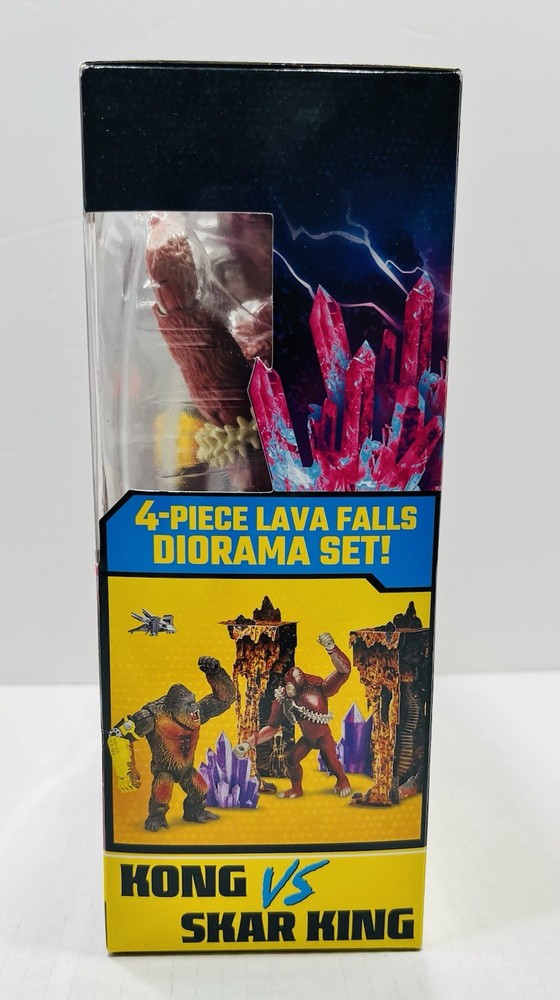 4-PIECE LAVA FALLS
DIORAMA SET!
KONG VS
SKAR KING